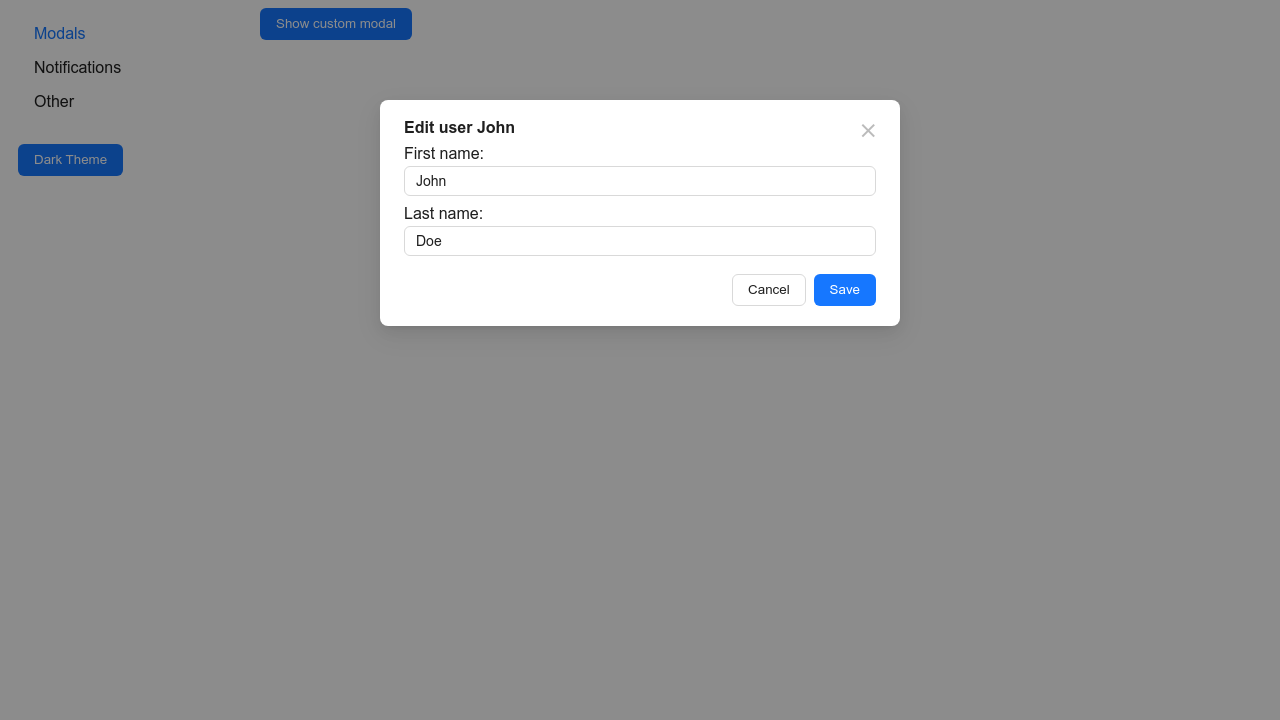 Modals
Notifications
Other
Dark Theme
Show custom modal
Edit user John
First name:
John
Last name:
Doe
Cancel
Save